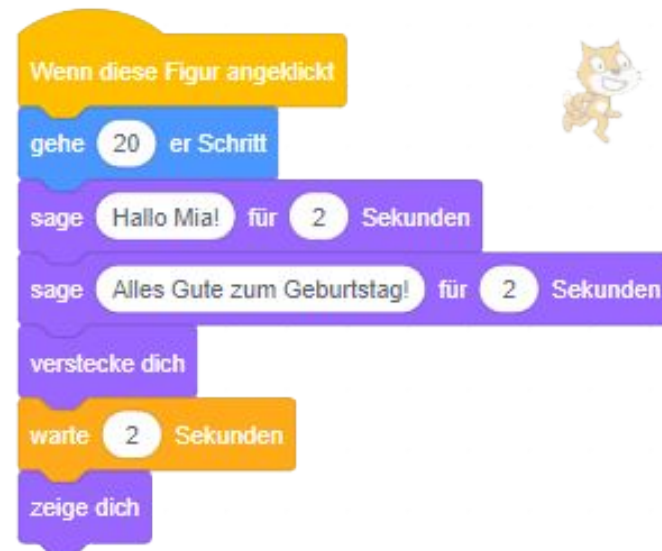 Wenn diese Figur angeklickt
gehe 20 er Schritt
sage Hallo Mia! für 2 Sekunden
sage Alles Gute zum Geburtstag! für 2 Sekunden
verstecke dich
warte 2 Sekunden
zeige dich